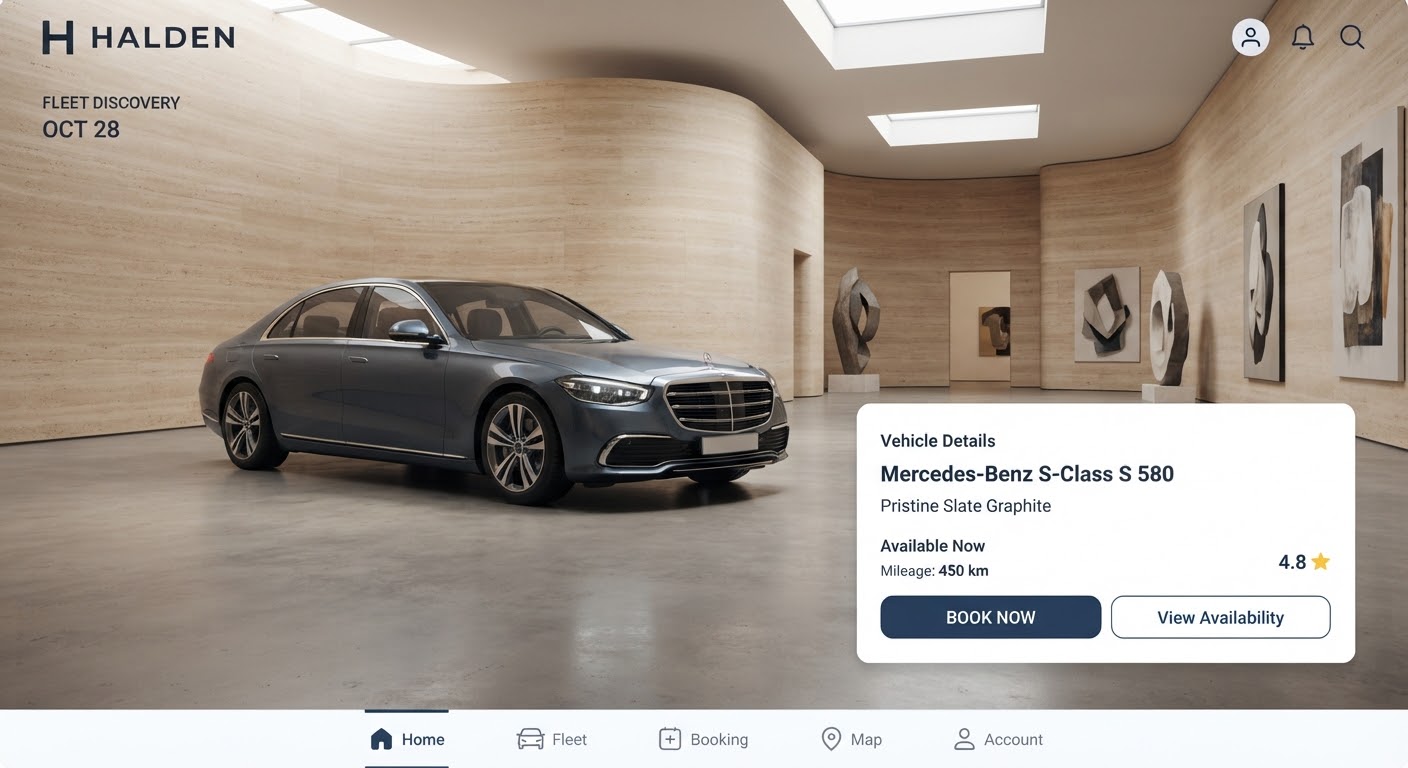 HALDEN
FLEET DISCOVERY
OCT 28
Vehicle Details
Mercedes-Benz S-Class S 580
Pristine Slate Graphite
Available Now
Mileage: 450 km
4.8
BOOK NOW
View Availability
Home
Fleet
Booking
Map
Account